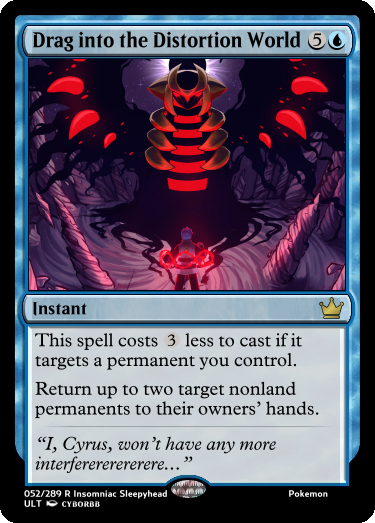 Drag into the Distortion World 5
Instant
This spell costs 3 less to cast if it
targets a permanent you control.
Return up to two target nonland
permanents to their owners’ hands.
“I, Cyrus, won’t have any more
interferererererere…”
052/289 R Insomniac Sleepyhead Pokemon
ULT CYBORBB